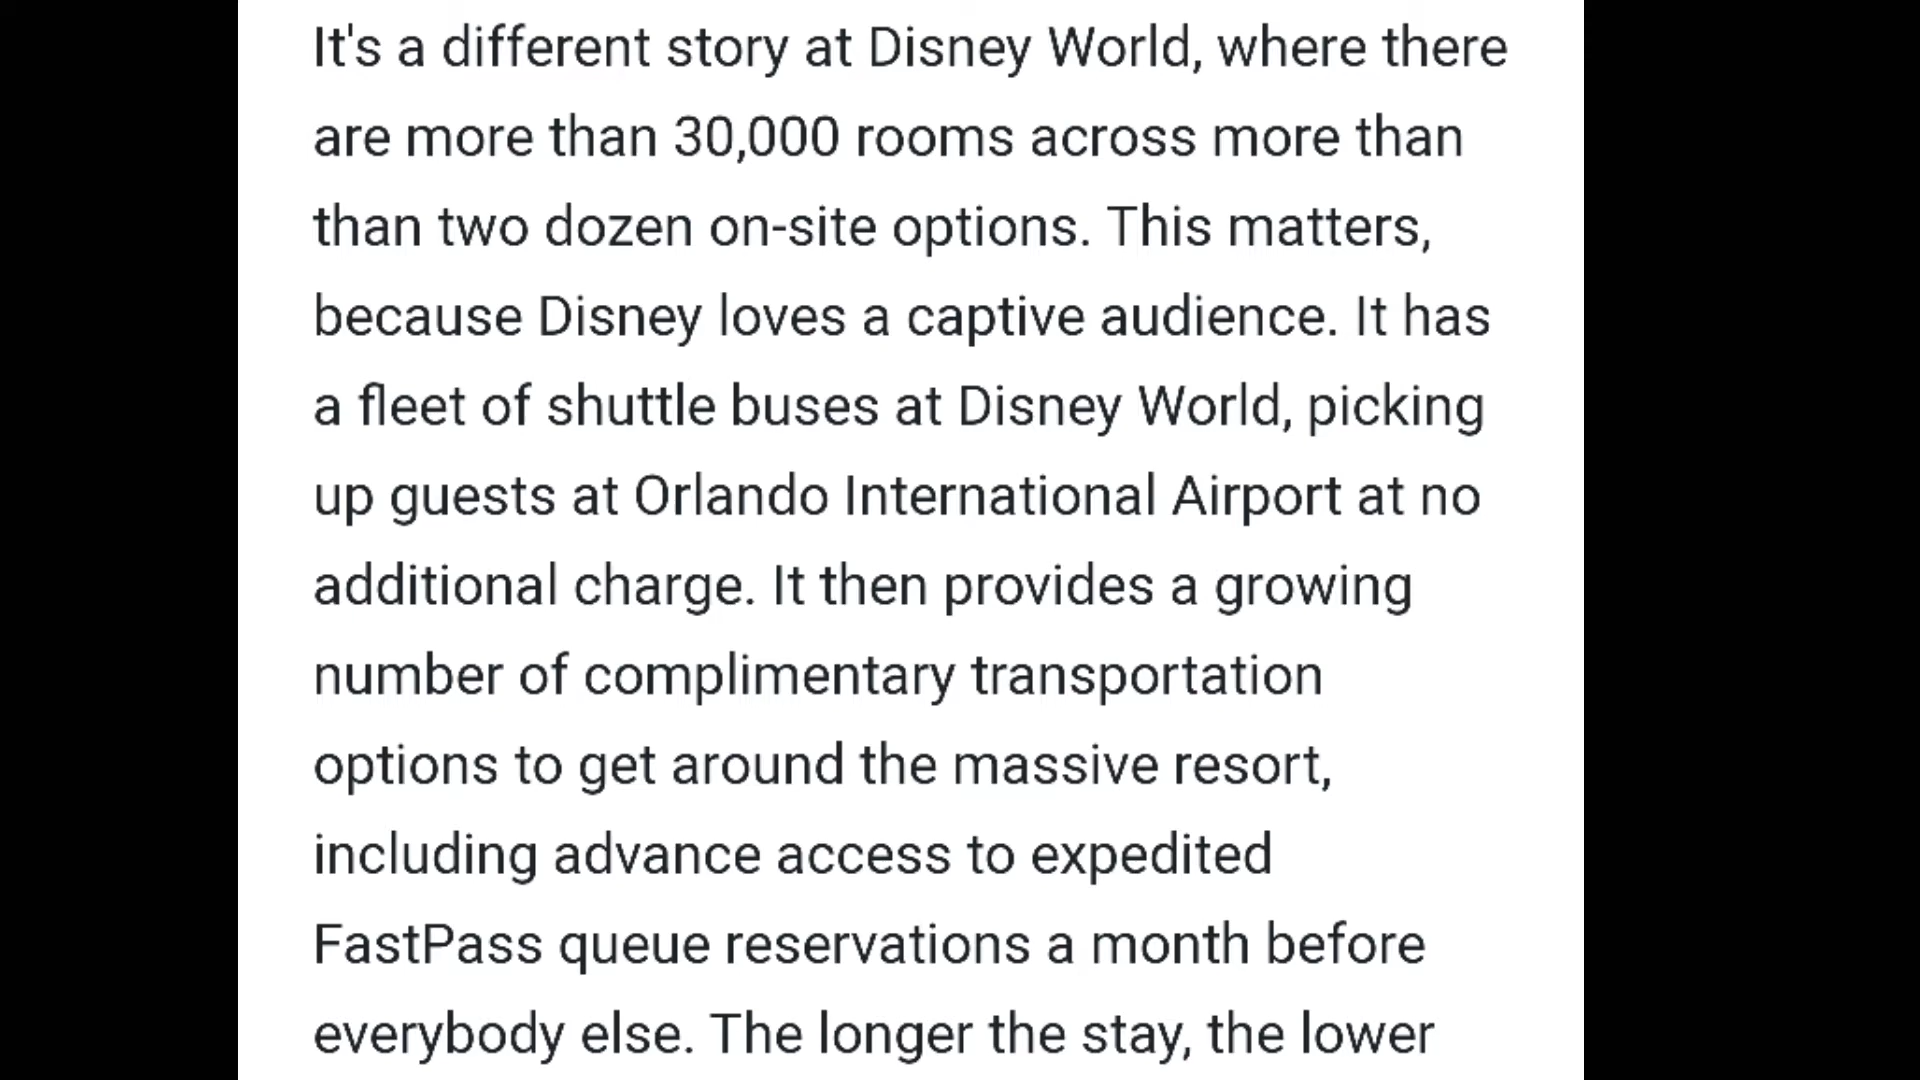 It's a different story at Disney World, where there
are more than 30,000 rooms across more than
than two dozen on-site options. This matters,
because Disney loves a captive audience. It has
a fleet of shuttle buses at Disney World, picking
up guests at Orlando International Airport at no
additional charge. It then provides a growing
number of complimentary transportation
options to get around the massive resort,
including advance access to expedited
FastPass queue reservations a month before
everybody else. The longer the stay, the lower